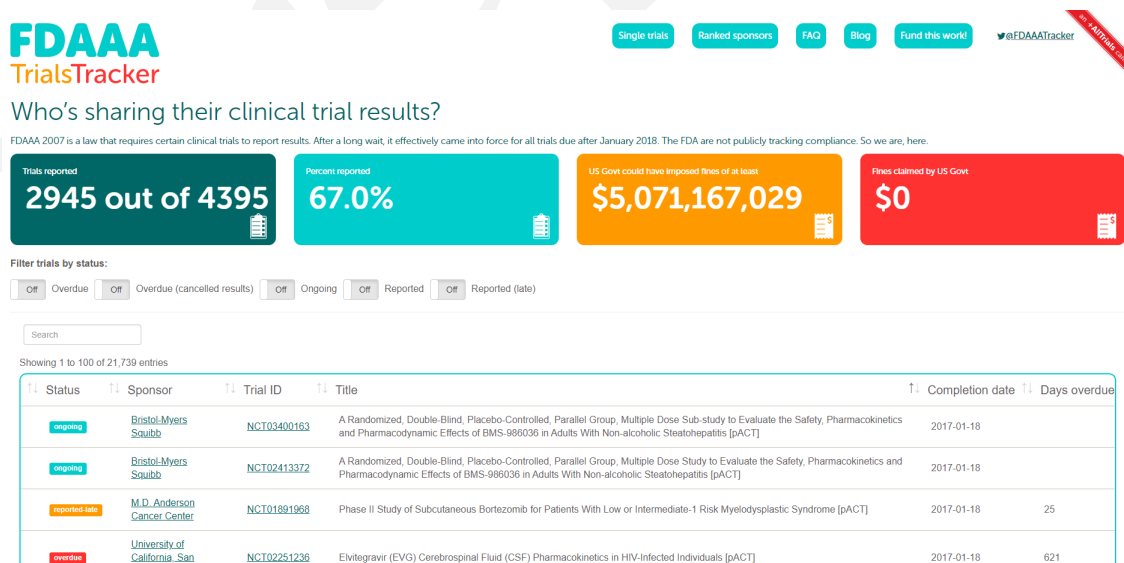 FDAAA
TrialsTracker
Single trials
Ranked sponsors
FAQ
Blog
Fund this work!
@FDAAATracker
an +AllTrials
Who's sharing their clinical trial results?
FDAAA 2007 is a law that requires certain clinical trials to report results. After a long wait, it effectively came into force for all trials due after January 2018. The FDA are not publicly tracking compliance. So we are, here.
Trials reported
2945 out of 4395
Percent reported
67.0%
US Govt could have imposed fines of at least
$5,071,167,029
Fines claimed by US Govt
$0
Filter trials by status:
Off Overdue Off Overdue (cancelled results) Off Ongoing Off Reported Off Reported (late)
Search
Showing 1 to 100 of 21,739 entries
↑↓ Status ↑↓ Sponsor ↑↓ Trial ID ↑↓ Title ↑↓ Completion date ↑↓ Days overdue
ongoing
Bristol-Myers
Squibb
NCT03400163
A Randomized, Double-Blind, Placebo-Controlled, Parallel Group, Multiple Dose Sub-study to Evaluate the Safety, Pharmacokinetics
and Pharmacodynamic Effects of BMS-986036 in Adults With Non-alcoholic Steatohepatitis [pACT]
2017-01-18
ongoing
Bristol-Myers
Squibb
NCT02413372
A Randomized, Double-Blind, Placebo-Controlled, Parallel Group, Multiple Dose Study to Evaluate the Safety, Pharmacokinetics and
Pharmacodynamic Effects of BMS-986036 in Adults With Non-alcoholic Steatohepatitis [pACT]
2017-01-18
reported-late
M.D. Anderson
Cancer Center
NCT01891968
Phase II Study of Subcutaneous Bortezomib for Patients With Low or Intermediate-1 Risk Myelodysplastic Syndrome [pACT]
2017-01-18
25
overdue
University of
California, San
NCT02251236
Elvitegravir (EVG) Cerebrospinal Fluid (CSF) Pharmacokinetics in HIV-Infected Individuals [pACT]
2017-01-18
621